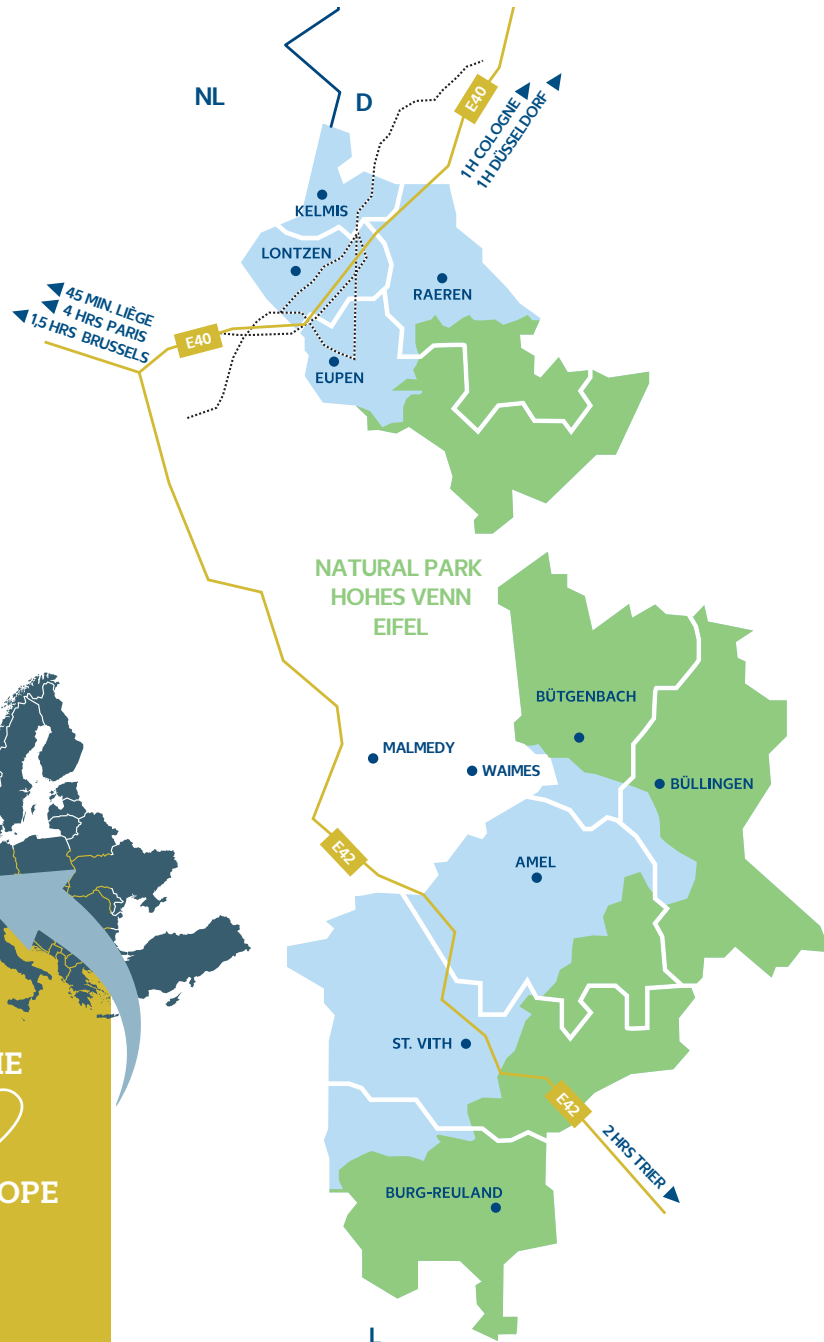 NL
D
E40
1H COLOGNE
1H DÜSSELDORF
KELMIS
LONTZEN
RAEREN
45 MIN. LIÈGE
4 HRS PARIS
1,5 HRS BRUSSELS
E40
EUPEN
NATURAL PARK
HOHES VENN
EIFEL
BÜTGENBACH
MALMEDY
WAIMES
BÜLLINGEN
E42
AMEL
ST. VITH
E42
2 HRS TRIER
BURG-REULAND
L